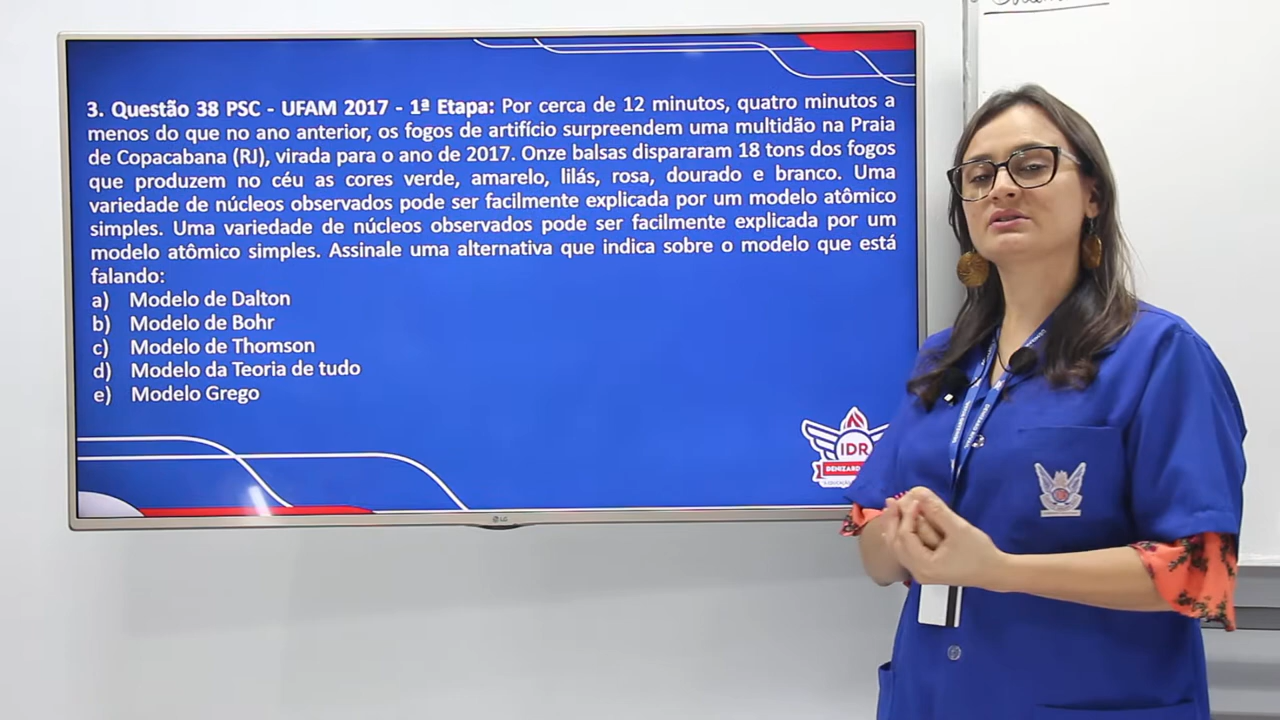 3. Questão 38 PSC - UFAM 2017 - 1ª Etapa: Por cerca de 12 minutos, quatro minutos a
menos do que no ano anterior, os fogos de artifício surpreendem uma multidão na Praia
de Copacabana (RJ), virada para o ano de 2017. Onze balsas dispararam 18 tons dos fogos
que produzem no céu as cores verde, amarelo, lilás, rosa, dourado e branco. Uma
variedade de núcleos observados pode ser facilmente explicada por um modelo atômico
simples. Uma variedade de núcleos observados pode ser facilmente explicada por um
modelo atômico simples. Assinale uma alternativa que indica sobre o modelo que está
falando:
a) Modelo de Dalton
b) Modelo de Bohr
c) Modelo de Thomson
d) Modelo da Teoria de tudo
e) Modelo Grego
IDR
DENIZARD
LG